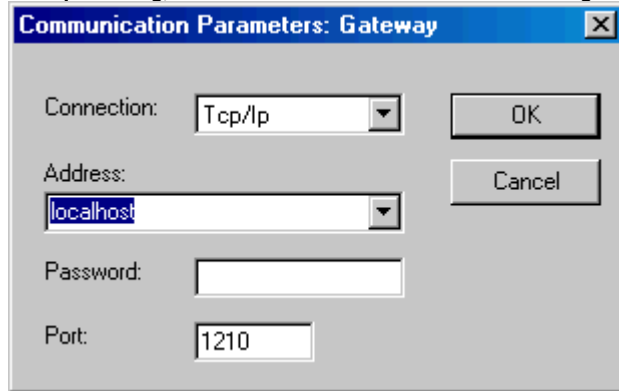 Communication Parameters: Gateway
Connection: Tcp/Ip OK
Address: Cancel
localhost
Password:
Port: 1210